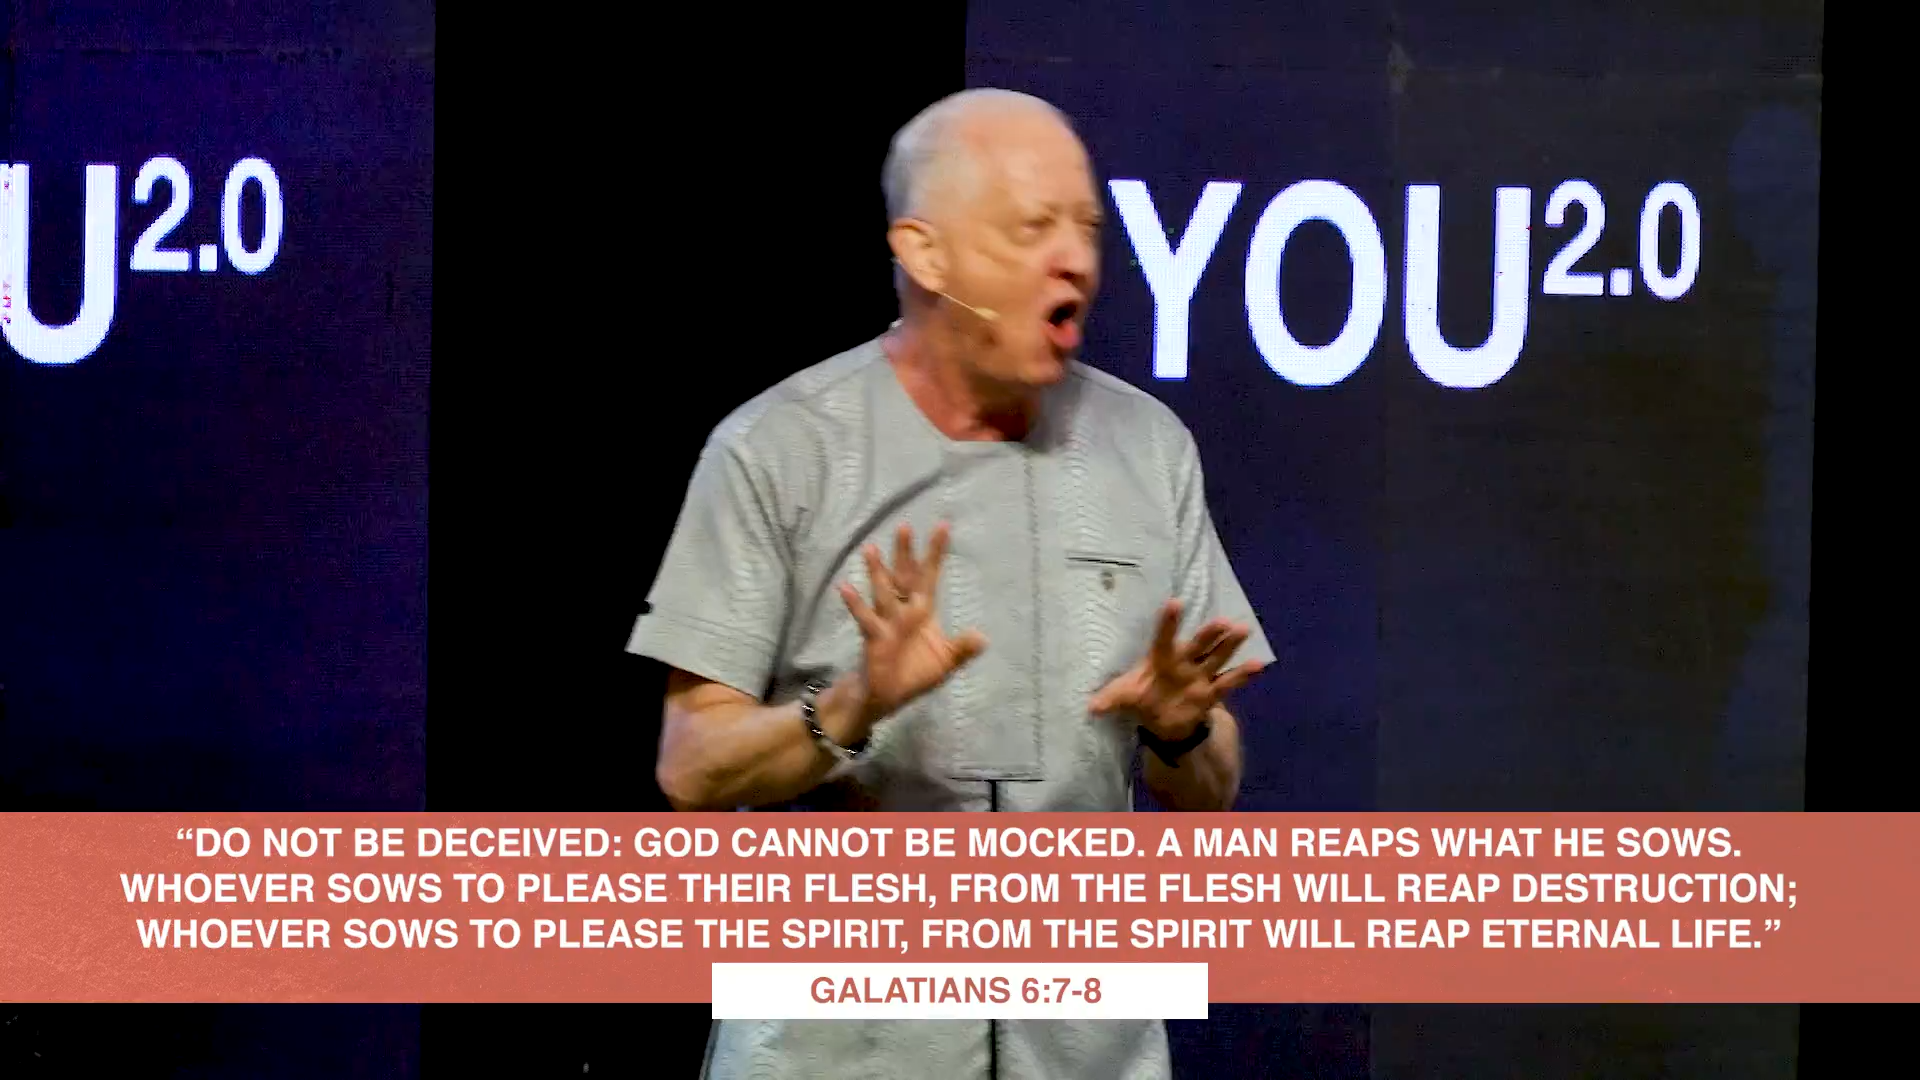 U2.0
YOU2.0
“DO NOT BE DECEIVED: GOD CANNOT BE MOCKED. A MAN REAPS WHAT HE SOWS.
WHOEVER SOWS TO PLEASE THEIR FLESH, FROM THE FLESH WILL REAP DESTRUCTION;
WHOEVER SOWS TO PLEASE THE SPIRIT, FROM THE SPIRIT WILL REAP ETERNAL LIFE.”
GALATIANS 6:7-8